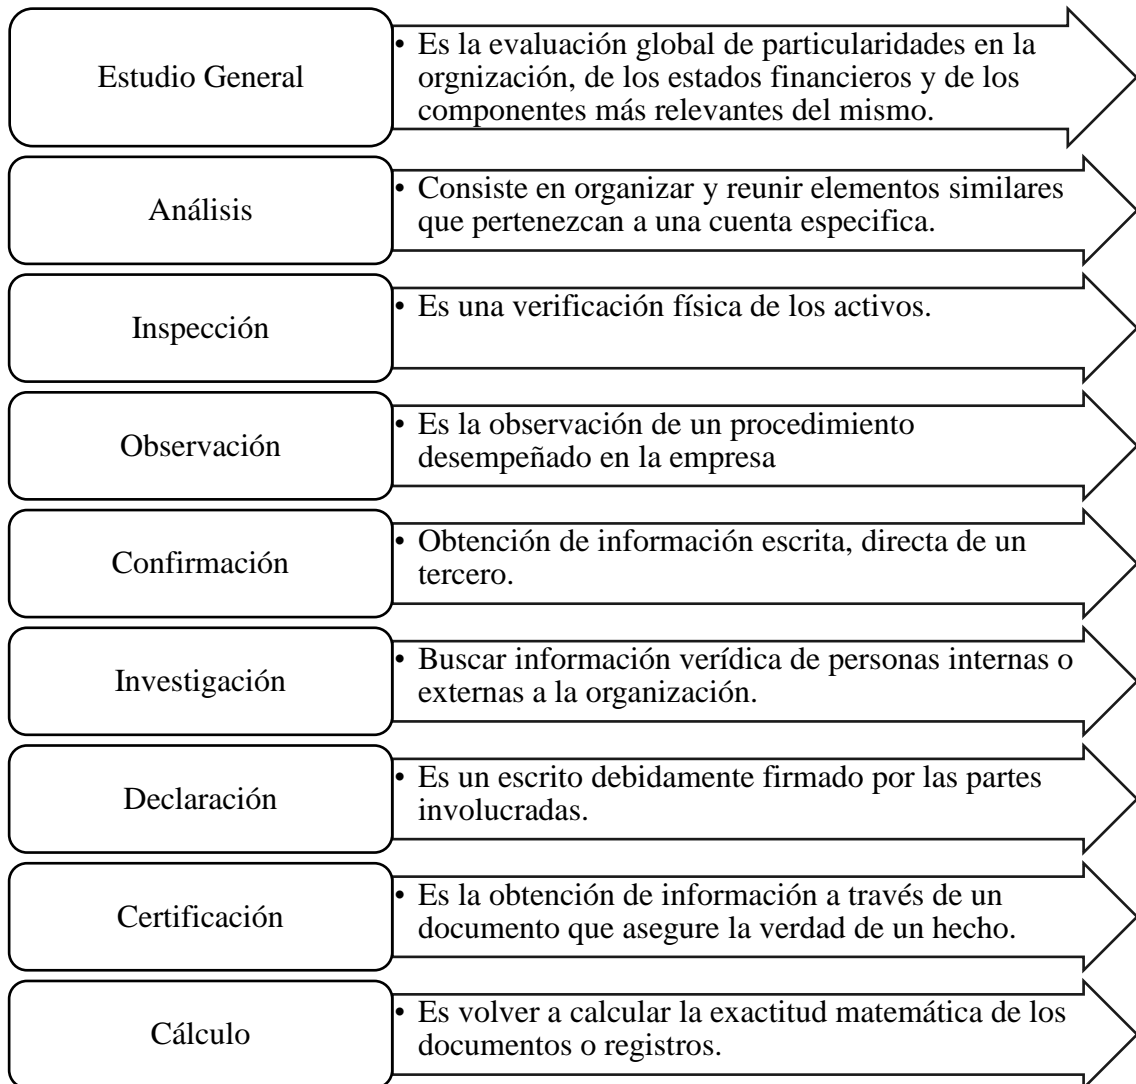 Estudio General
• Es la evaluación global de particularidades en la
orgnización, de los estados financieros y de los
componentes más relevantes del mismo.
Análisis
• Consiste en organizar y reunir elementos similares
que pertenezcan a una cuenta especifica.
Inspección
• Es una verificación física de los activos.
Observación
• Es la observación de un procedimiento
desempeñado en la empresa
Confirmación
• Obtención de información escrita, directa de un
tercero.
Investigación
• Buscar información verídica de personas internas o
externas a la organización.
Declaración
• Es un escrito debidamente firmado por las partes
involucradas.
Certificación
• Es la obtención de información a través de un
documento que asegure la verdad de un hecho.
Cálculo
• Es volver a calcular la exactitud matemática de los
documentos o registros.